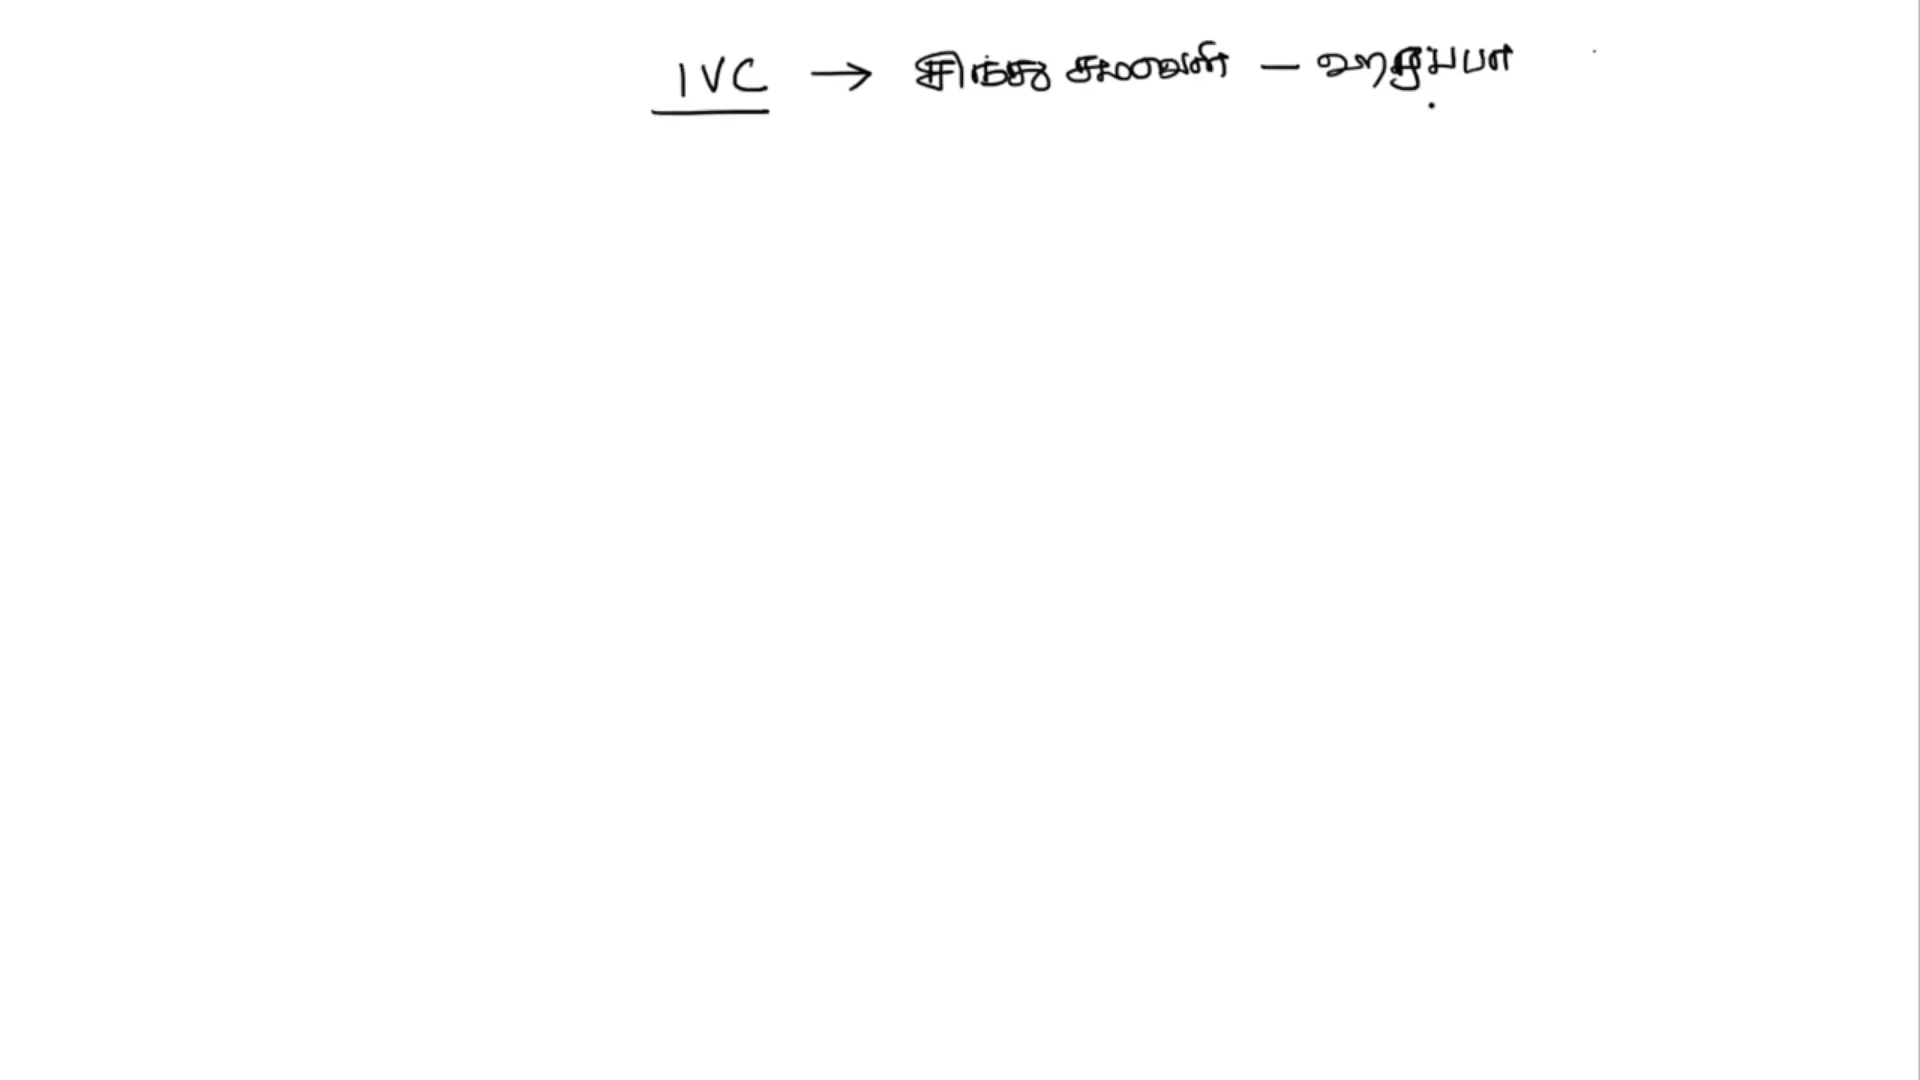 IVC → சிந்து சமவெளி – ஹரப்பா